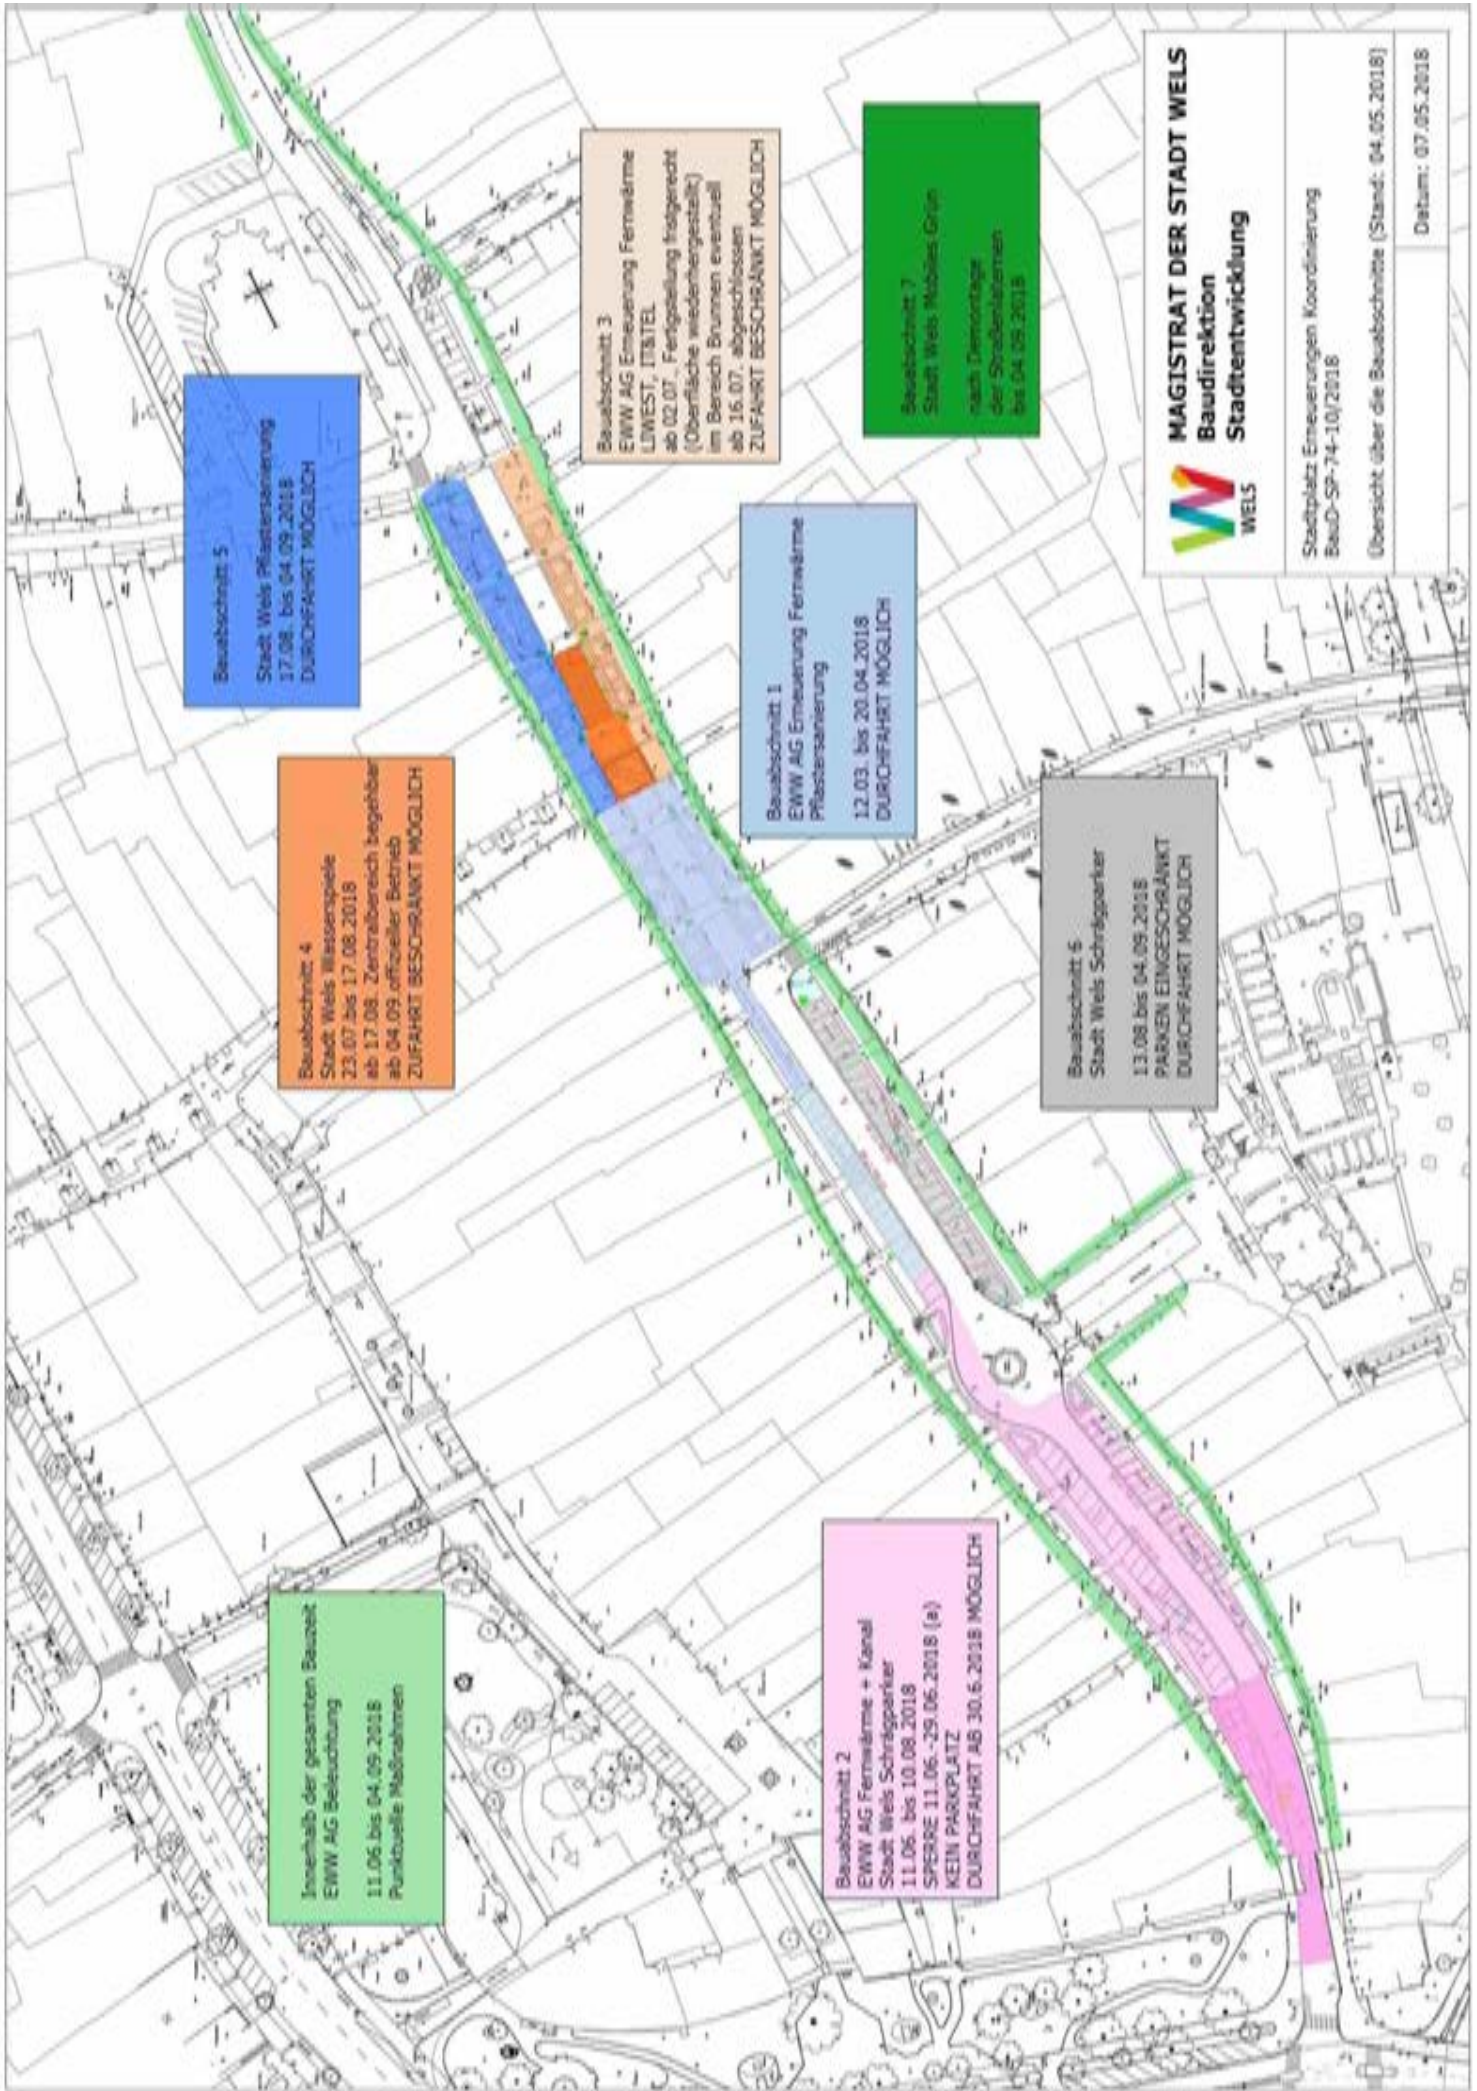 Innerhalb der gesamten Bauzeit
EWW AG Beleuchtung
11.06.bis 04.09.2018
Punktuelle Maßnahmen
Bauabschnitt 4
Stadt Wels Wasserspiele
23.07.bis 17.08.2018
ab 17.08. Zentralbereich begehbar
ab 04.09.offizieller Betrieb
ZUFAHRT BESCHRÄNKT MÖGLICH
Bauabschnitt 5
Stadt Wels Pflastersanierung
17.08. bis 04.09.2018
DURCHFAHRT MÖGLICH
Bauabschnitt 2
EWW AG Fernwärme + Kanal
Stadt Wels Schrägparker
11.06. bis 10.08.2018
SPERRE 11.06.-29.06.2018 (a)
KEIN PARKPLATZ
DURCHFAHRT AB 30.6.2018 MÖGLICH
Bauabschnitt 1
EWW AG Erneuerung Fernwärme
Pflastersanierung
12.03. bis 20.04.2018
DURCHFAHRT MÖGLICH
Bauabschnitt 3
EWW AG Erneuerung Fernwärme
LIWEST, IT&TEL
ab 02.07., Fertigstellung fristgerecht
(Oberfläche wiederhergestellt)
im Bereich Brunnen eventuell
ab 16.07. abgeschlossen
ZUFAHRT BESCHRÄNKT MÖGLICH
Bauabschnitt 6
Stadt Wels Schrägparker
13.08.bis 04.09.2018
PARKEN EINGESCHRÄNKT
DURCHFAHRT MÖGLICH
Bauabschnitt 7
Stadt Wels Mobiles Grün
nach Demontage
der Straßenlaternen
bis 04.09.2018
WELS
MAGISTRAT DER STADT WELS
Baudirektion
Stadtentwicklung
Stadtplatz Erneuerungen Koordinierung
BauD-SP-74-10/2018
Übersicht über die Bauabschnitte (Stand: 04.05.2018)
Datum: 07.05.2018